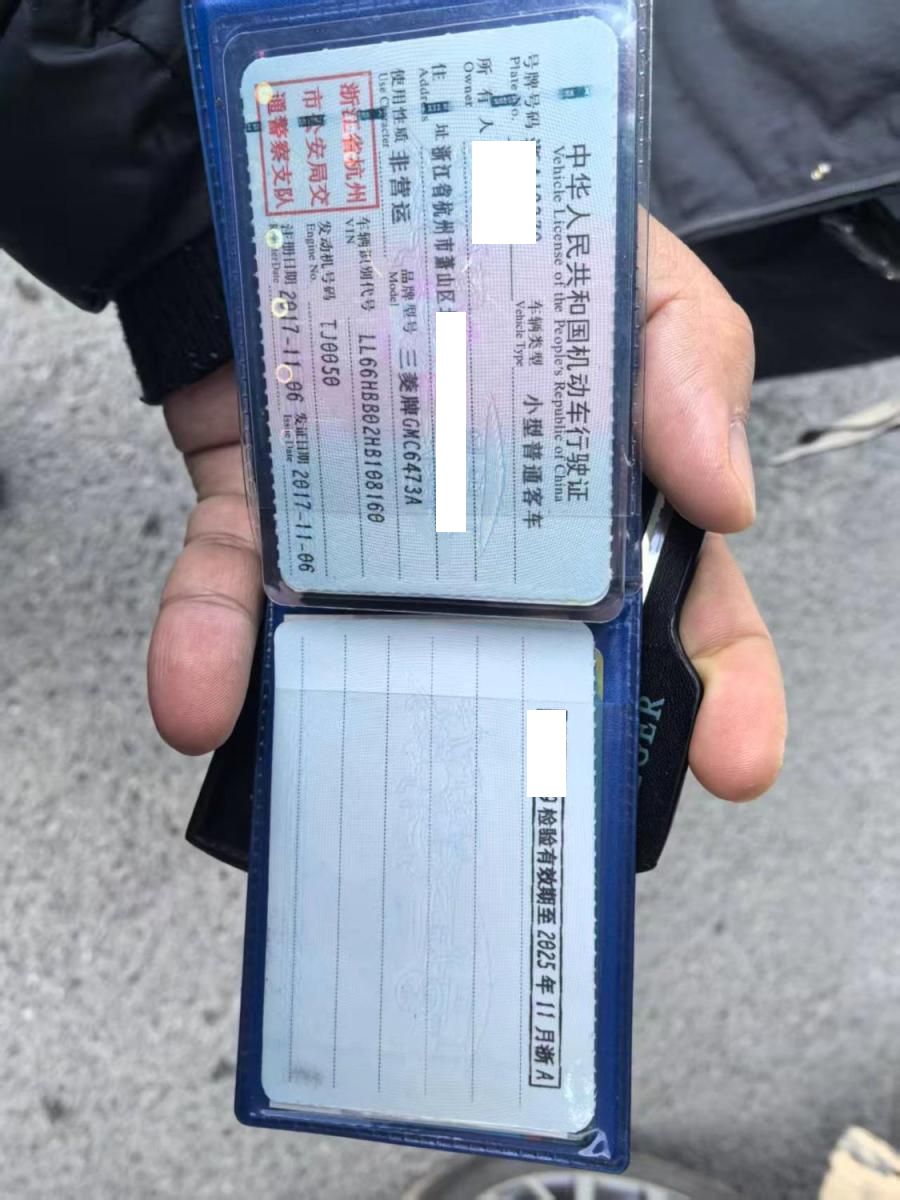 中华人民共和国机动车行驶证
Vehicle License of the People's Republic of China
号牌号码
Plate No.
车辆类型 小型普通客车
Vehicle Type
所有人
Owner
住址 浙江省杭州市萧山区
Address
使用性质 非营运
Use Character
品牌型号 三菱牌GMC6473A
Model
浙江省杭州
市公安局交
通警察支队
车辆识别代号 LL66HBB02HB108160
VIN
发动机号码 TJ0050
Engine No.
注册日期 2017-11-06
发证日期 2017-11-06
Issue Date
检验有效期至2025年11月浙A